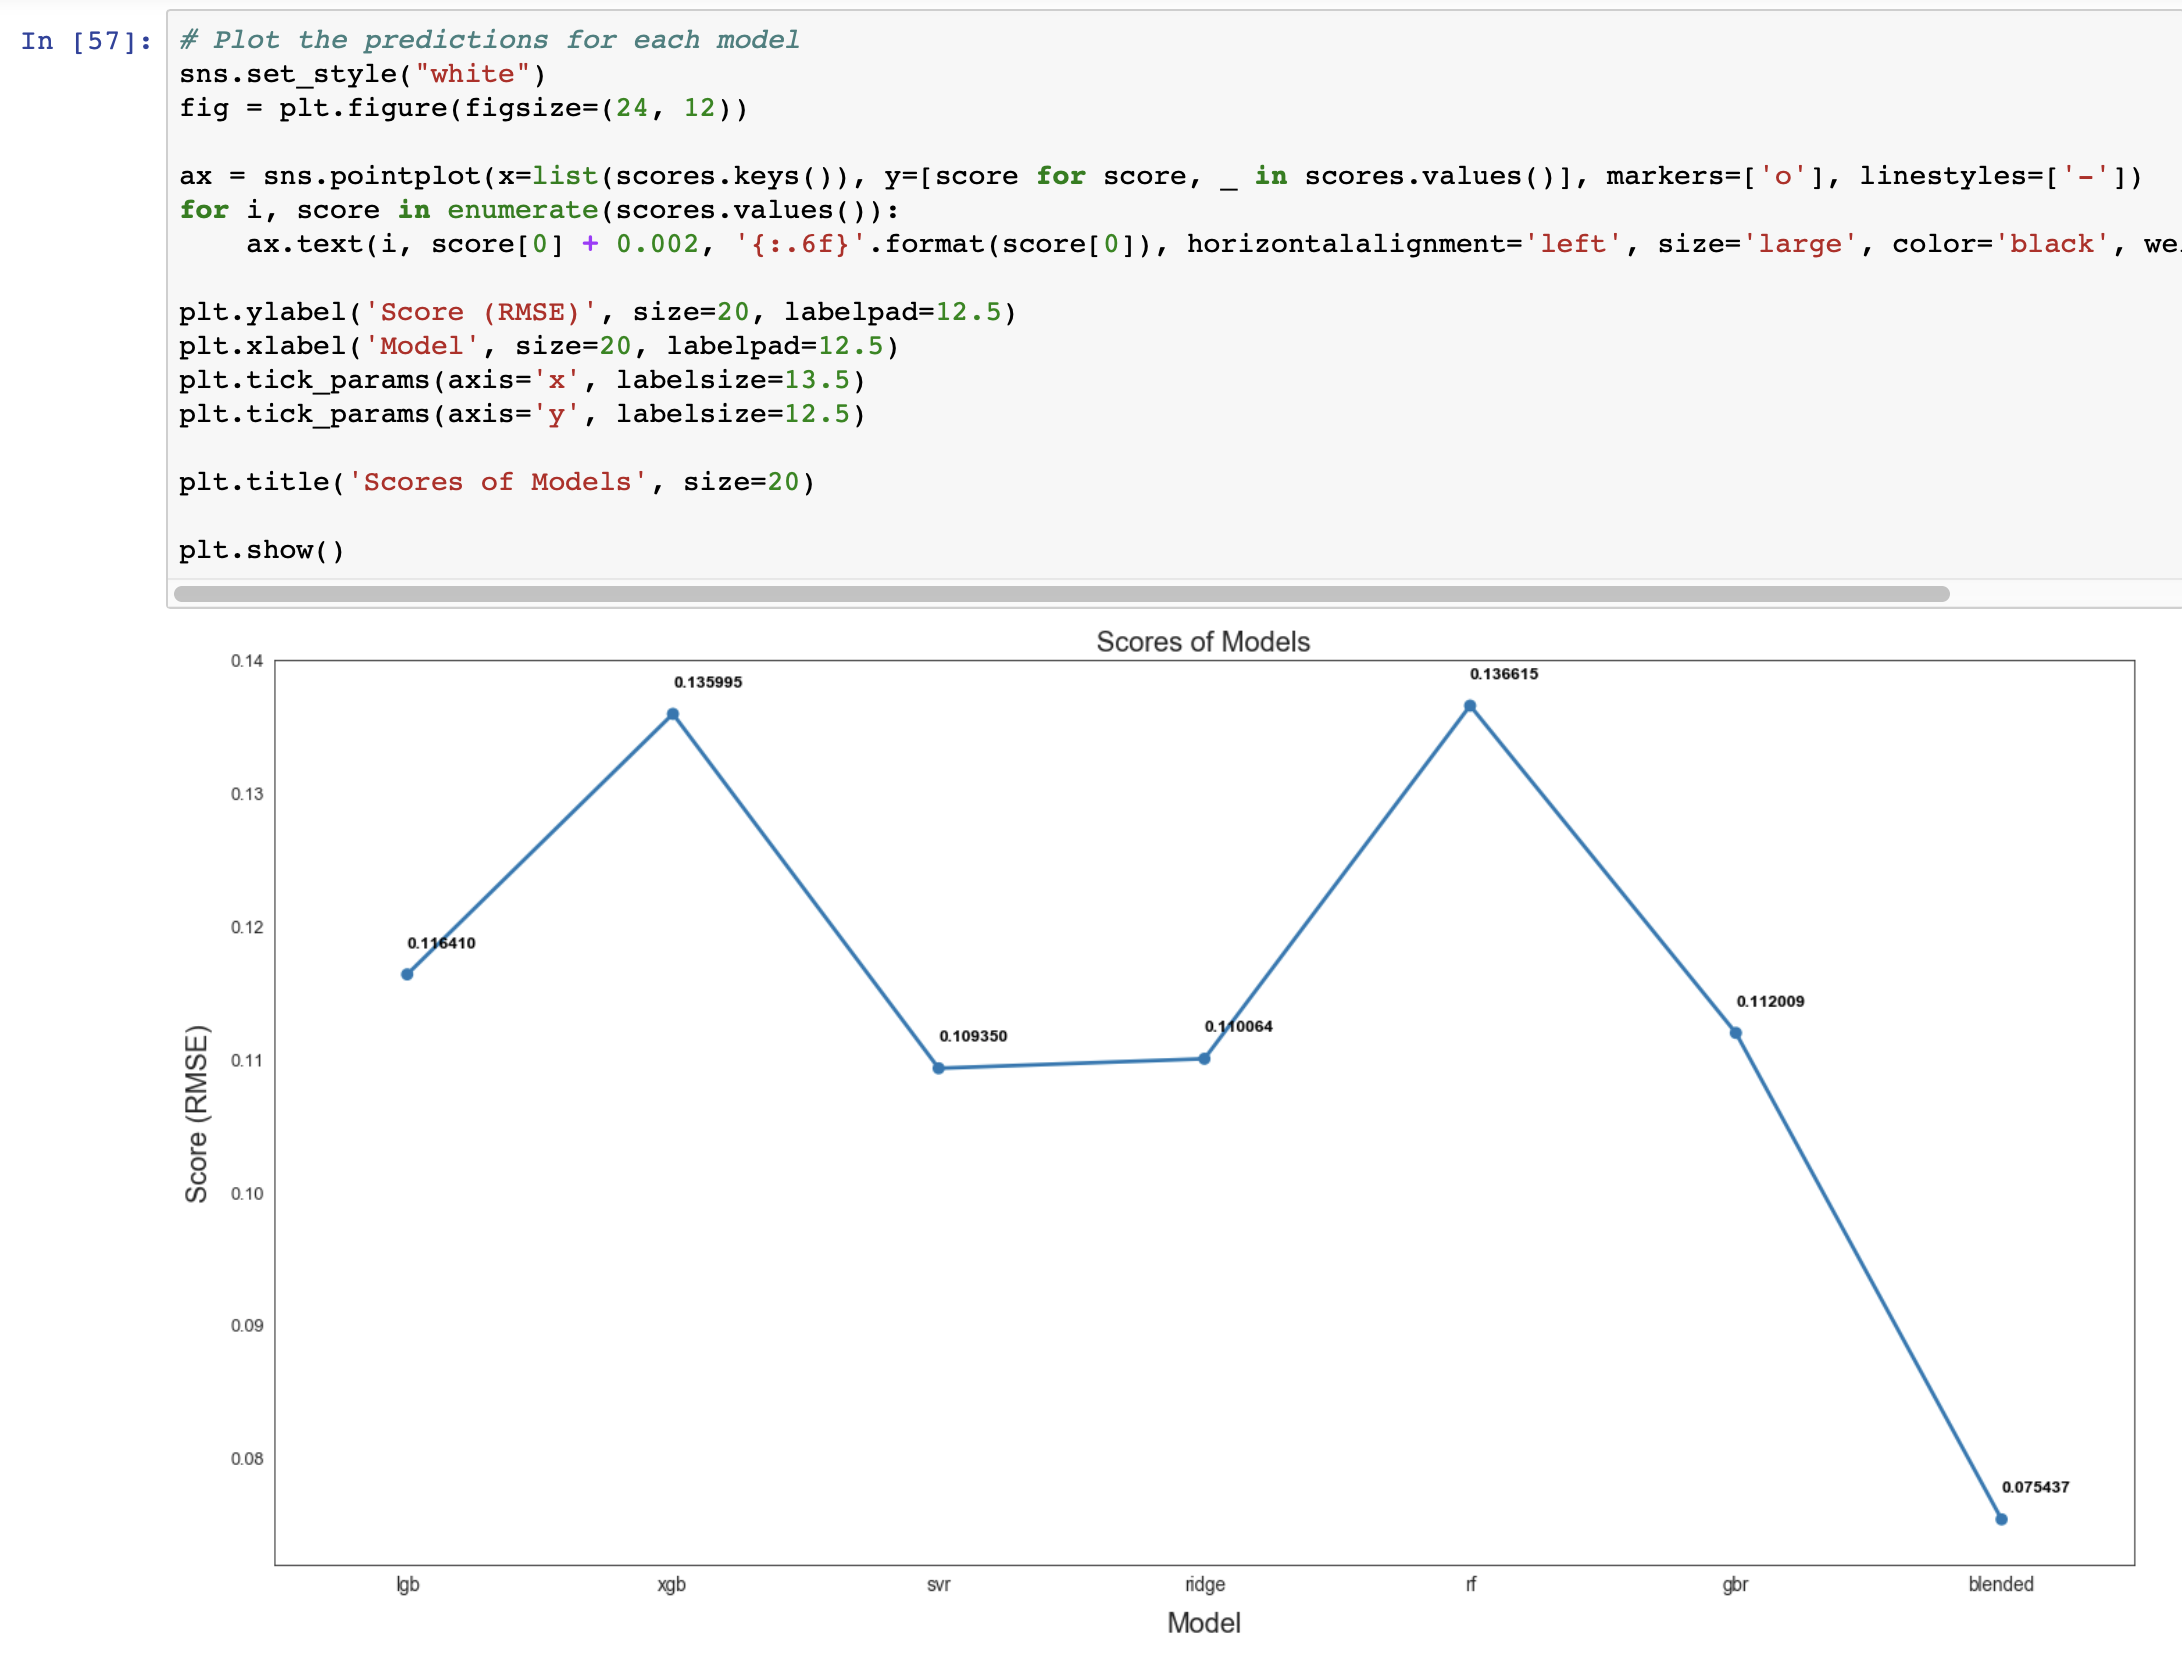 In [57]:
# Plot the predictions for each model
sns.set_style("white")
fig = plt.figure(figsize=(24, 12))
ax = sns.pointplot(x=list(scores.keys()), y=[score for score, _ in scores.values()], markers=['o'], linestyles=['-'])
for i, score in enumerate(scores.values()):
    ax.text(i, score[0] + 0.002, '{:.6f}'.format(score[0]), horizontalalignment='left', size='large', color='black',
plt.ylabel('Score (RMSE)', size=20, labelpad=12.5)
plt.xlabel('Model', size=20, labelpad=12.5)
plt.tick_params(axis='x', labelsize=13.5)
plt.tick_params(axis='y', labelsize=12.5)
plt.title('Scores of Models', size=20)
plt.show()
Scores of Models
0.14
0.13
0.12
0.11
0.10
0.09
0.08
Score (RMSE)
0.116410
0.135995
0.109350
0.110064
0.136615
0.112009
0.075437
lgb
xgb
svr
ridge
rf
gbr
blended
Model